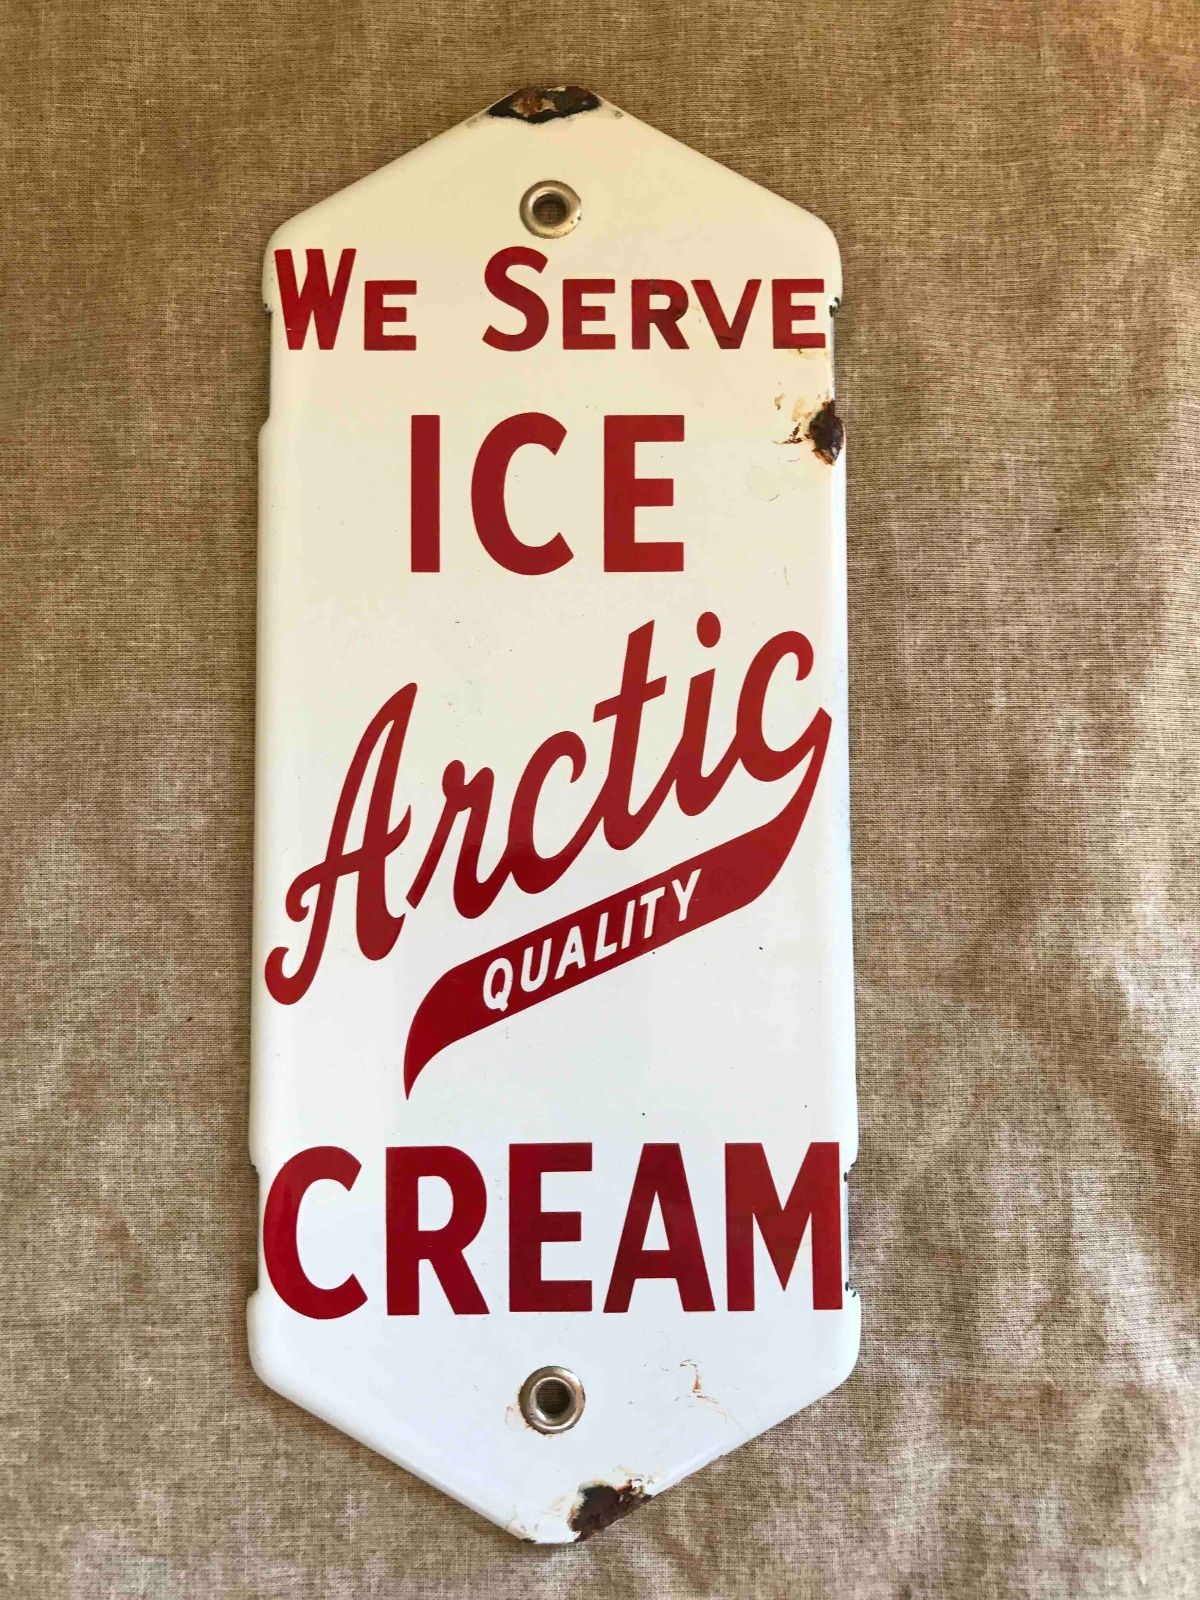 WE SERVE
ICE
Arctic
QUALITY
CREAM